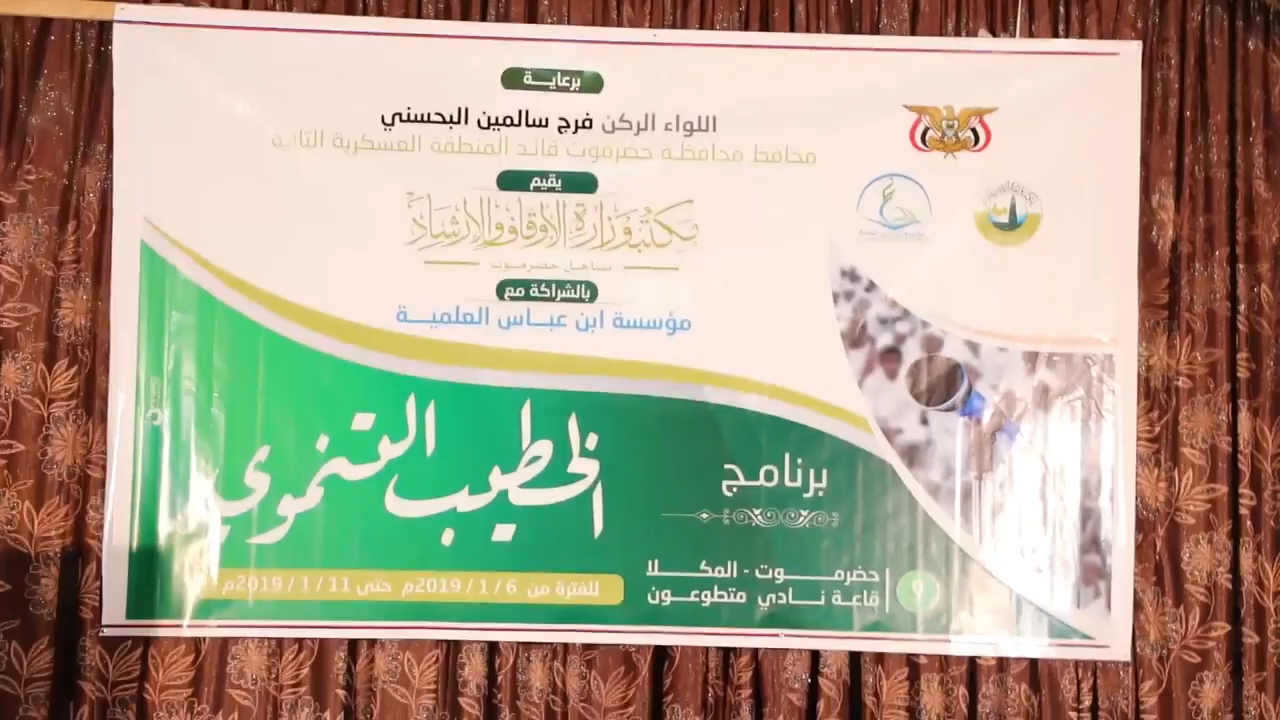 برعاية
اللواء الركن فرج سالمين البحسني
محافظ محافظة حضرموت قائد المنطقة العسكرية الثانية
يقيم
مكتب وزارة الأوقاف والإرشاد
بساحل حضرموت
بالشراكة مع
مؤسسة ابن عباس العلمية
برنامج
الخطيب التنموي
حضرمــوت - المكلا
قاعة نادي متطوعون
للفترة من 6 / 1 / 2019م حتى 11 / 1 / 2019م